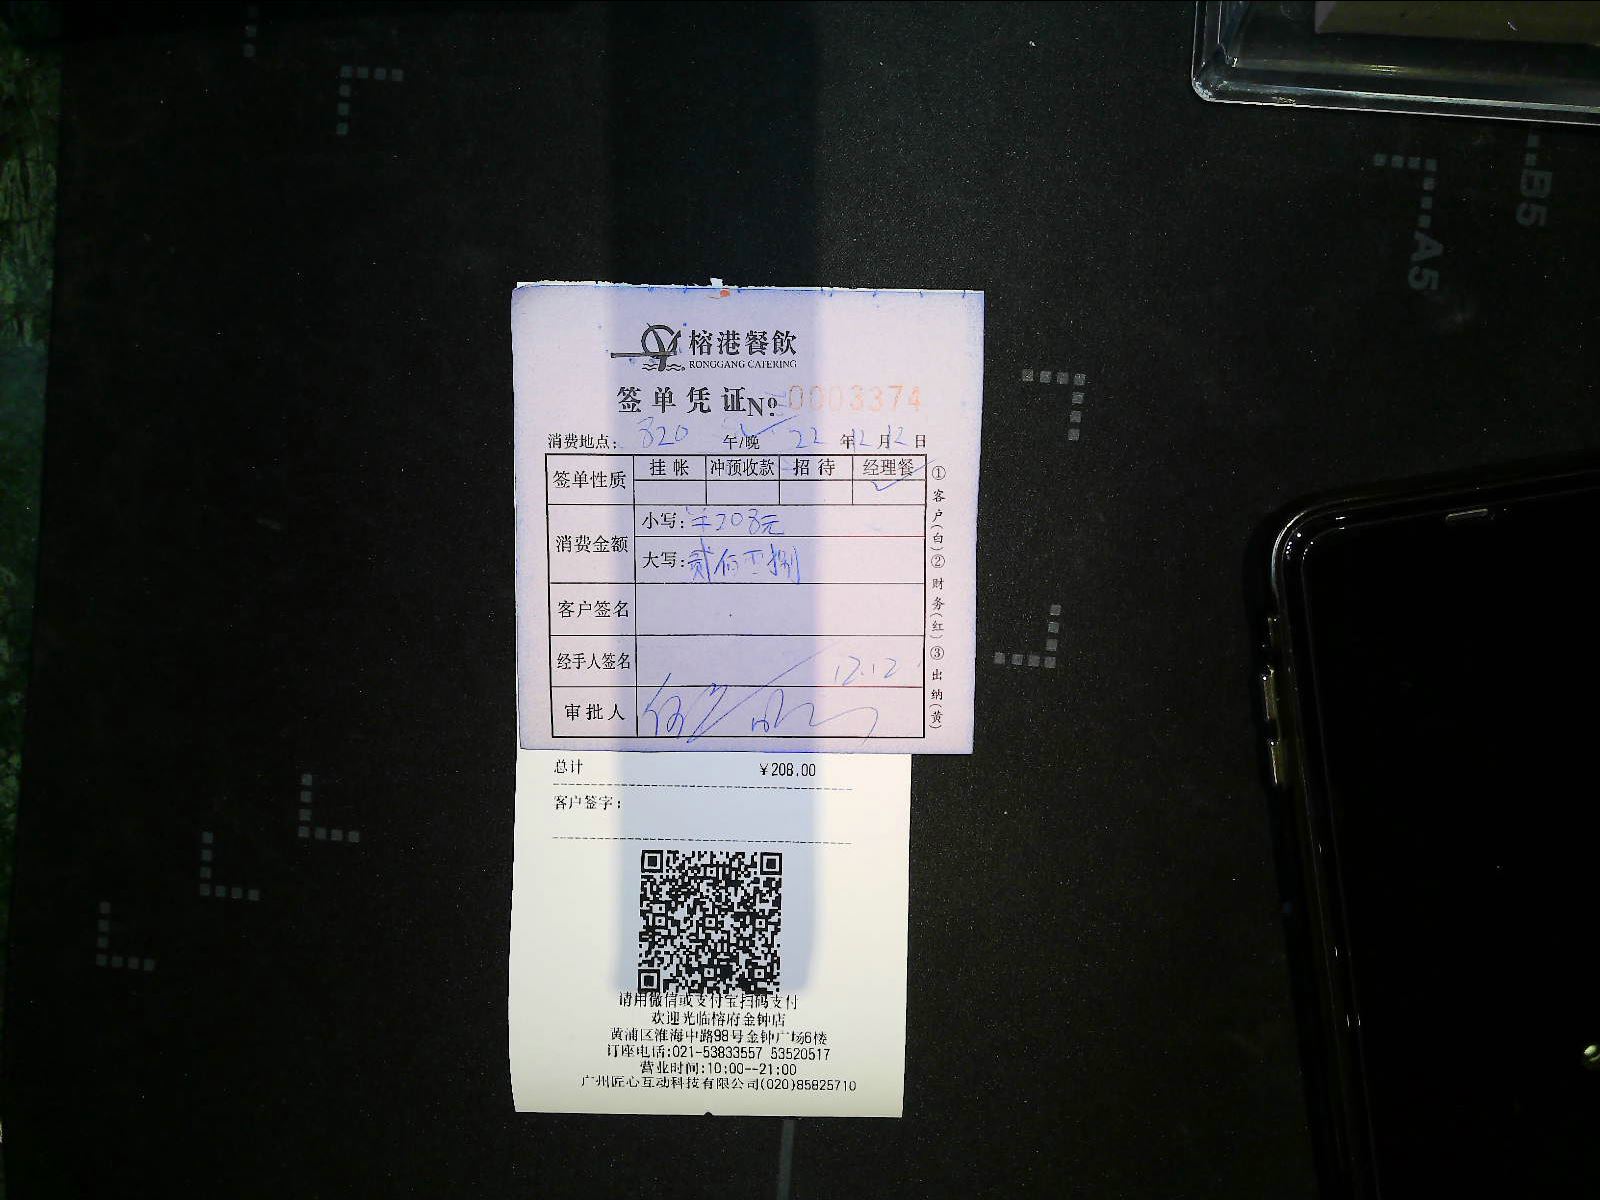 榕港餐飲
RONGGANG CATERING
签单凭证 No 0003374
消费地点: 820 午/晚 22年12月12日
签单性质 挂帐 冲预收款 招待 经理餐
消费金额 小写: ¥208元
大写: 贰佰零捌
客户签名
经手人签名 12.12
审批人
①客户(白)②财务(红)③出纳(黄)
总计 ¥208.00
客户签字:
请用微信或支付宝扫码支付
欢迎光临榕府金钟店
黄浦区淮海中路98号金钟广场6楼
订座电话:021-53833557 53520517
营业时间:10:00--21:00
广州匠心互动科技有限公司(020)85825710
B5
A5